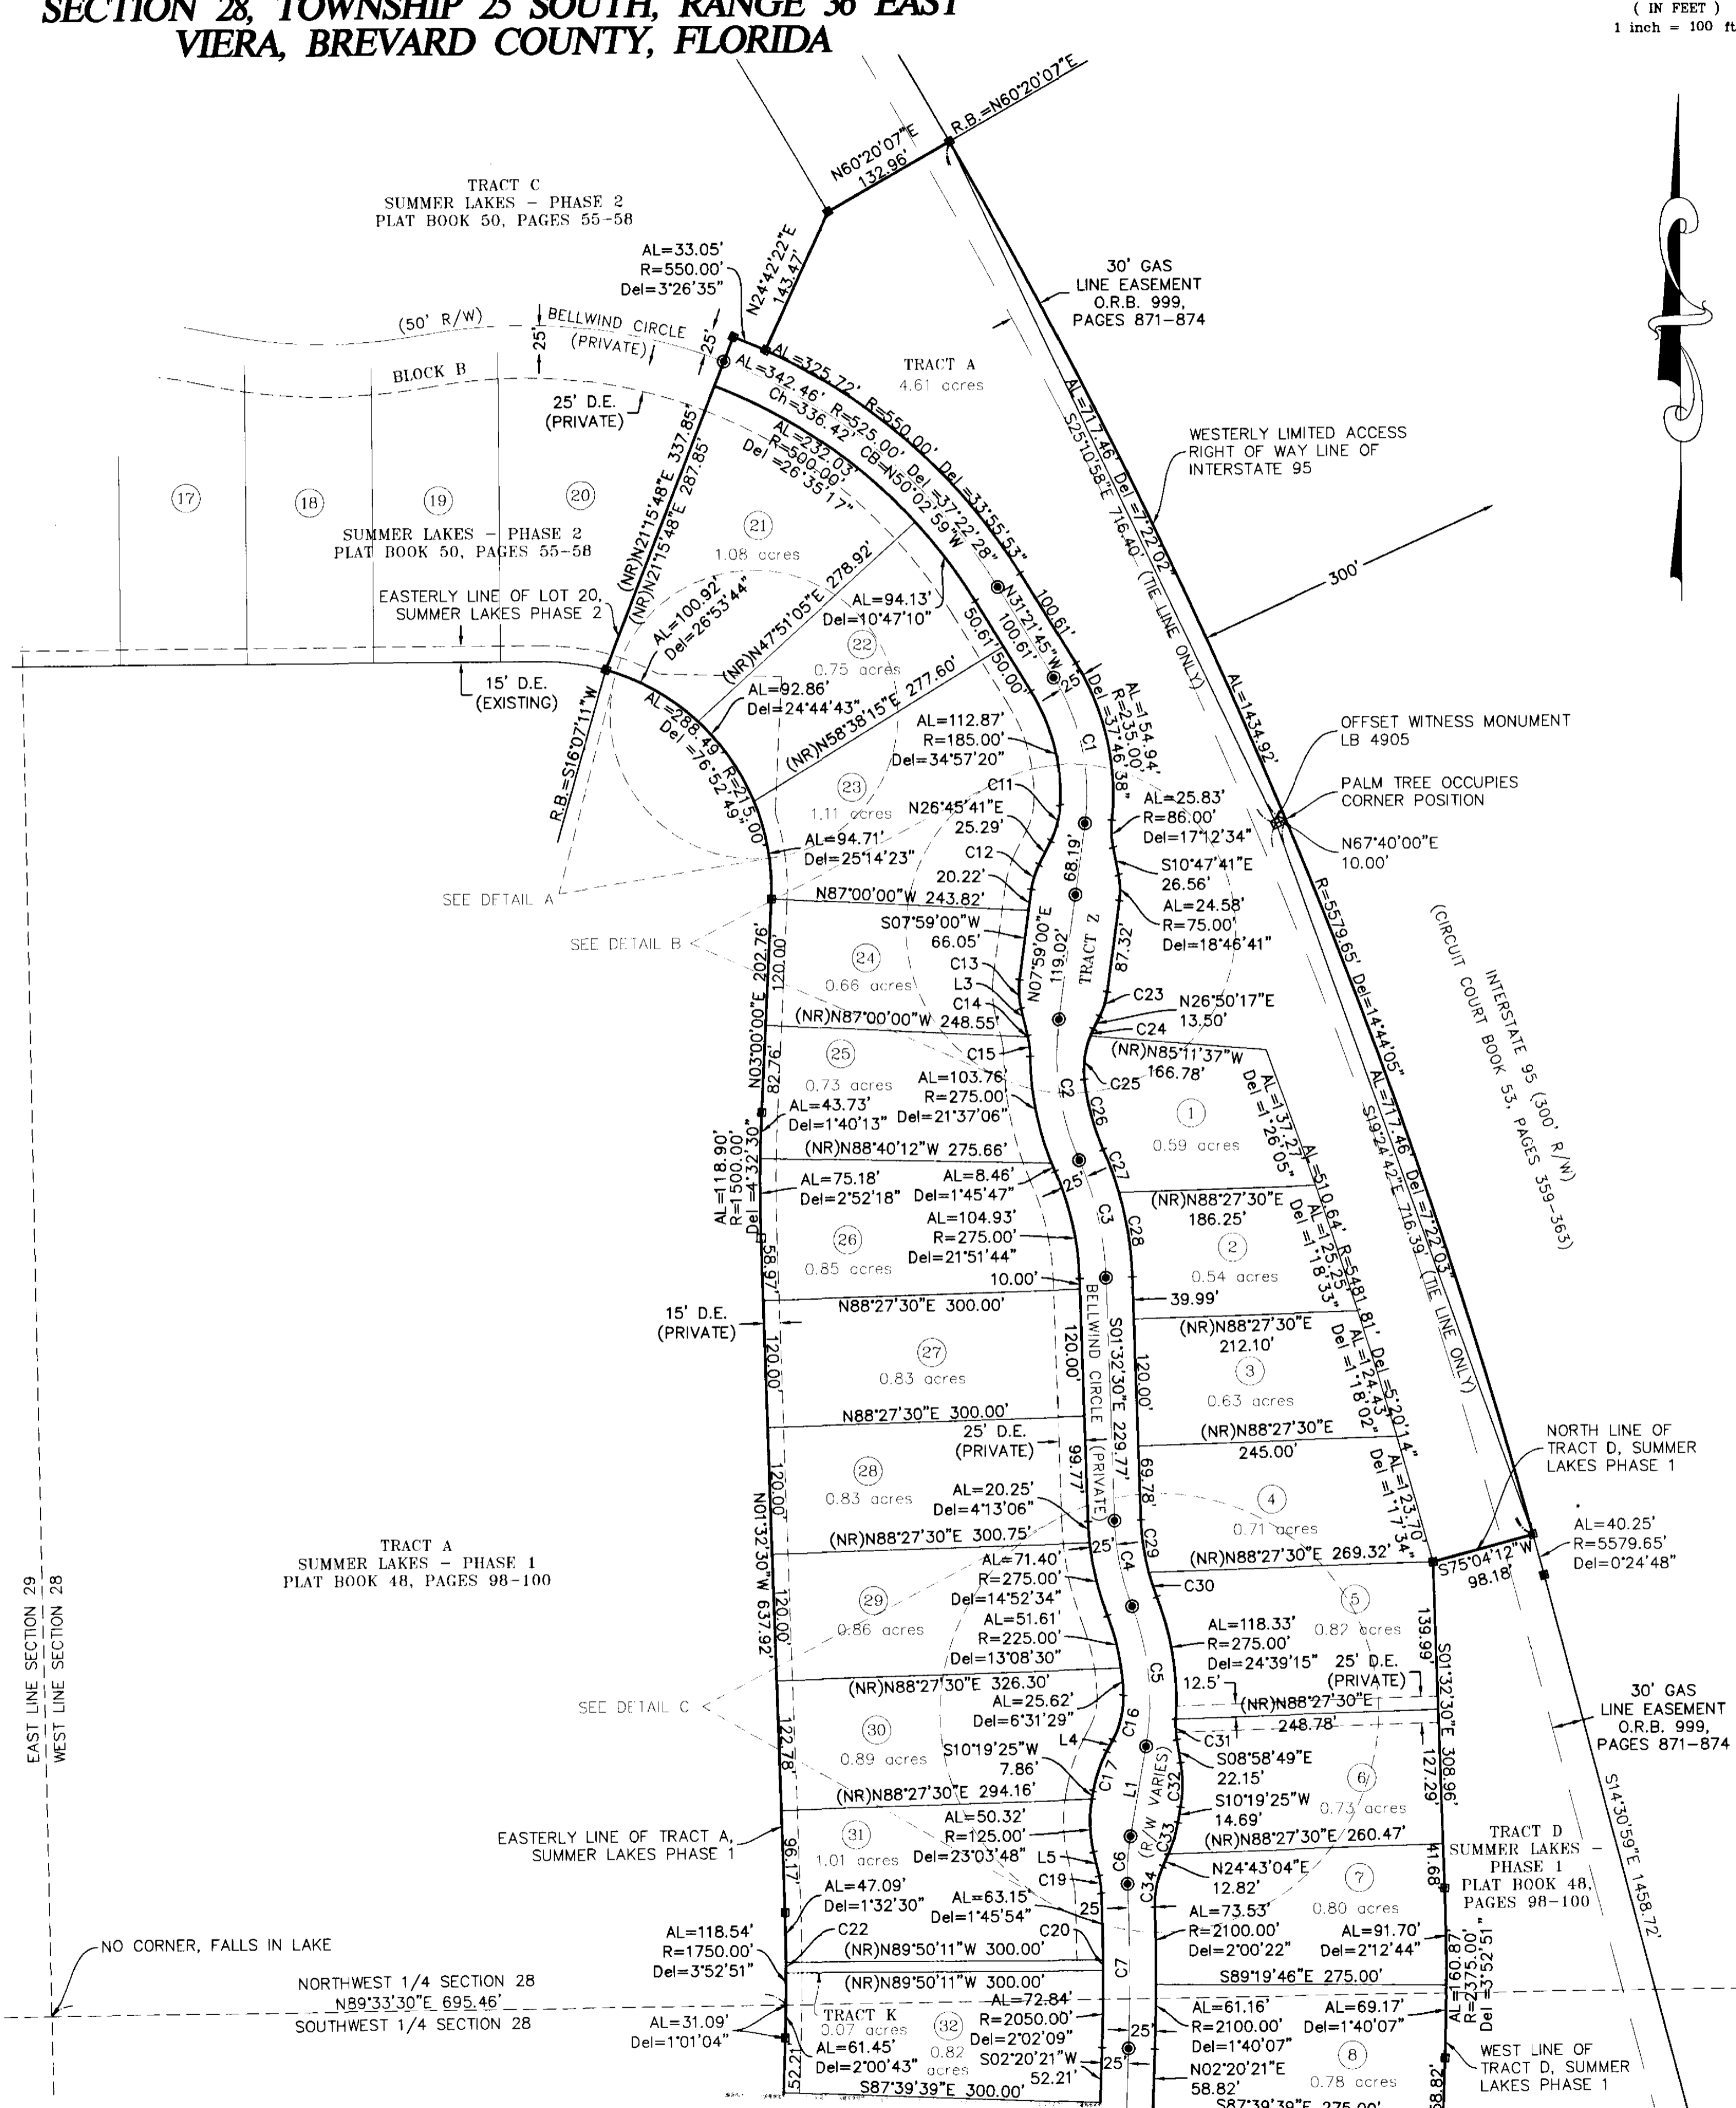 SECTION 28, TOWNSHIP 25 SOUTH, RANGE 36 EAST
VIERA, BREVARD COUNTY, FLORIDA
( IN FEET )
1 inch = 100 ft
R.B.=N60°20'07"E
N60°20'07"E
132.96'
TRACT C
SUMMER LAKES - PHASE 2
PLAT BOOK 50, PAGES 55-58
AL=33.05'
R=550.00'
Del=3°26'35"
N24°42'22"E
143.47'
30' GAS
LINE EASEMENT
O.R.B. 999,
PAGES 871-874
(50' R/W)
25'
BELLWIND CIRCLE
(PRIVATE)
25'
BLOCK B
25' D.E.
(PRIVATE)
TRACT A
4.61 acres
AL=325.72' R=550.00' Del=33°55'53"
AL=342.46' R=525.00' Del=37°22'28"
Ch=336.42' CB=N50°02'59"W
AL=232.03'
R=500.00'
Del =26°35'17"
AL=717.46' Del =7°22'02"
S25°10'58"E 716.40' (TIE LINE ONLY)
WESTERLY LIMITED ACCESS
RIGHT OF WAY LINE OF
INTERSTATE 95
300'
17
18
19
20
SUMMER LAKES - PHASE 2
PLAT BOOK 50, PAGES 55-58
(NR)N21°15'48"E 337.85'
(NR)N21°15'48"E 287.85'
21
1.08 acres
EASTERLY LINE OF LOT 20,
SUMMER LAKES PHASE 2
AL=100.92'
Del=26°53'44"
(NR)N47°51'05"E 278.92'
AL=94.13'
Del=10°47'10"
N31°21'45"W
100.61'
100.61'
50.61'
50.00'
25'
22
0.75 acres
15' D.E.
(EXISTING)
AL=92.86'
Del=24°44'43"
(NR)N58°38'15"E 277.60'
AL=288.49' R=215.00'
Del =76°52'49"
R.B.=S16°07'11"W
AL=112.87'
R=185.00'
Del=34°57'20"
C1
AL=154.94'
R=235.00'
Del =37°46'38"
AL=1434.92'
OFFSET WITNESS MONUMENT
LB 4905
PALM TREE OCCUPIES
CORNER POSITION
N67°40'00"E
10.00'
23
1.11 acres
C11
N26°45'41"E
25.29'
C12
20.22'
AL=25.83'
R=86.00'
Del=17°12'34"
S10°47'41"E
26.56'
AL=24.58'
R=75.00'
Del=18°46'41"
AL=94.71'
Del=25°14'23"
SEE DETAIL A
N87°00'00"W 243.82'
68.19'
SEE DETAIL B
S07°59'00"W
66.05'
N07°59'00"E
119.02'
TRACT Z
87.32'
R=5579.65' Del=14°44'05"
INTERSTATE 95 (300' R/W)
(CIRCUIT COURT BOOK 53, PAGES 359-363)
24
0.66 acres
C13
L3
C14
C23
N26°50'17"E
13.50'
C24
N03°00'00"E 202.76'
120.00'
(NR)N87°00'00"W 248.55'
C15
(NR)N85°11'37"W
166.78'
C25
25
0.73 acres
82.76'
AL=103.76'
R=275.00'
Del=21°37'06"
C2
C26
AL=43.73'
Del=1°40'13"
AL=137.27'
Del =1°26'05"
1
0.59 acres
AL=717.46' Del =7°22'03"
S19°24'42"E 716.39' (TIE LINE ONLY)
AL=118.90'
R=1500.00'
Del =4°32'30"
(NR)N88°40'12"W 275.66'
AL=75.18'
Del=2°52'18"
AL=8.46'
Del=1°45'47"
25'
C27
(NR)N88°27'30"E
186.25'
AL=510.64' R=5481.81' Del =5°20'14"
C3
C28
26
0.85 acres
AL=104.93'
R=275.00'
Del=21°51'44"
2
0.54 acres
AL=125.25'
Del =1°18'33"
58.97'
10.00'
39.99'
15' D.E.
(PRIVATE)
N88°27'30"E 300.00'
(NR)N88°27'30"E
212.10'
27
0.83 acres
120.00'
120.00'
BELLWIND CIRCLE (PRIVATE)
S01°32'30"E 229.77'
120.00'
3
0.63 acres
AL=124.43'
Del =1°18'02"
N88°27'30"E 300.00'
(NR)N88°27'30"E
245.00'
25' D.E.
(PRIVATE)
99.77'
69.78'
28
0.83 acres
120.00'
AL=20.25'
Del=4°13'06"
4
0.71 acres
AL=123.70'
Del =1°17'34"
NORTH LINE OF
TRACT D, SUMMER
LAKES PHASE 1
N01°32'30"W 637.92'
(NR)N88°27'30"E 300.75'
25'
C4
C29
(NR)N88°27'30"E 269.32'
S75°04'12"W
98.18'
AL=40.25'
R=5579.65'
Del=0°24'48"
TRACT A
SUMMER LAKES - PHASE 1
PLAT BOOK 48, PAGES 98-100
EAST LINE SECTION 29
WEST LINE SECTION 28
AL=71.40'
R=275.00'
Del=14°52'34"
C30
29
0.86 acres
120.00'
AL=51.61'
R=225.00'
Del=13°08'30"
AL=118.33'
R=275.00'
Del=24°39'15"
5
0.82 acres
139.99'
25' D.E.
(PRIVATE)
12.5'
C5
(NR)N88°27'30"E 326.30'
(NR)N88°27'30"E
248.78'
S01°32'30"E 308.96'
SEE DETAIL C
30
0.89 acres
122.78'
AL=25.62'
Del=6°31'29"
C16
L4
C31
S08°58'49"E
22.15'
S10°19'25"W
7.86'
C17
L1
(R/W VARIES)
C32
S10°19'25"W
14.69'
6
0.73 acres
127.29'
30' GAS
LINE EASEMENT
O.R.B. 999,
PAGES 871-874
S14°30'59"E 1458.72'
(NR)N88°27'30"E 294.16'
AL=50.32'
R=125.00'
Del=23°03'48"
C33
(NR)N88°27'30"E 260.47'
EASTERLY LINE OF TRACT A,
SUMMER LAKES PHASE 1
31
1.01 acres
96.17'
L5
C6
C19
C34
N24°43'04"E
12.82'
7
0.80 acres
41.68'
TRACT D
SUMMER LAKES -
PHASE 1
PLAT BOOK 48,
PAGES 98-100
AL=47.09'
Del=1°32'30"
AL=63.15'
Del=1°45'54"
25
AL=73.53'
R=2100.00'
Del=2°00'22"
AL=91.70'
Del=2°12'44"
NO CORNER, FALLS IN LAKE
AL=118.54'
R=1750.00'
Del=3°52'51"
C22
C20
(NR)N89°50'11"W 300.00'
C7
S89°19'46"E 275.00'
AL=160.87'
R=2375.00'
Del =3°52'51"
NORTHWEST 1/4 SECTION 28
N89°33'30"E 695.46'
SOUTHWEST 1/4 SECTION 28
(NR)N89°50'11"W 300.00'
AL=31.09'
Del=1°01'04"
TRACT K
0.07 acres
AL=61.45'
Del=2°00'43"
32
0.82
acres
AL=72.84'
R=2050.00'
Del=2°02'09"
25'
AL=61.16'
R=2100.00'
Del=1°40'07"
AL=69.17'
Del=1°40'07"
52.21'
S02°20'21"W
52.21'
25'
N02°20'21"E
58.82'
8
0.78 acres
58.82'
WEST LINE OF
TRACT D, SUMMER
LAKES PHASE 1
S87°39'39"E 300.00'
S87°39'39"E 275.00'